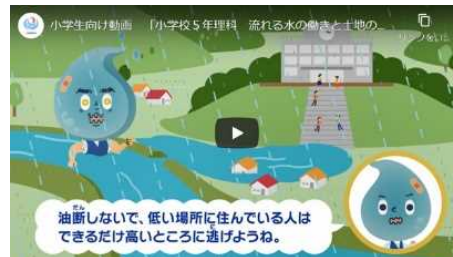 小学生向け動画 「小学校5年理科 流れる水の働きと土地の...
だん
油断しないで、低い場所に住んでいる人は
できるだけ高いところに逃げようね。